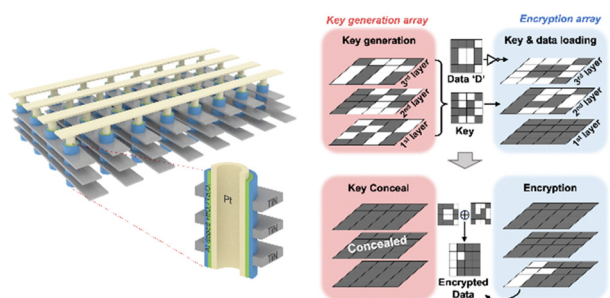 Key generation array
Encryption array
Key generation
Key & data loading
3rd layer
2nd layer
1st layer
Data 'D'
Key
3rd layer
2nd layer
1st layer
Pt
TiN
TiN
TiN
Key Conceal
Encryption
Concealed
Encrypted
Data